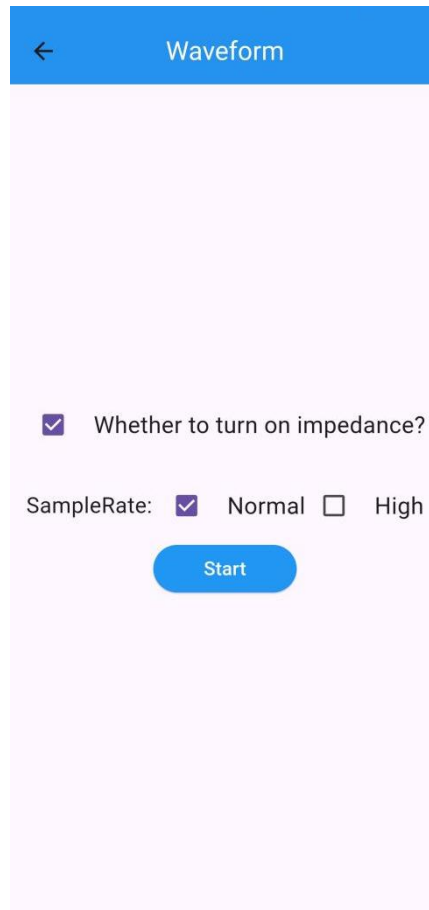 Waveform
Whether to turn on impedance?
SampleRate: Normal High
Start